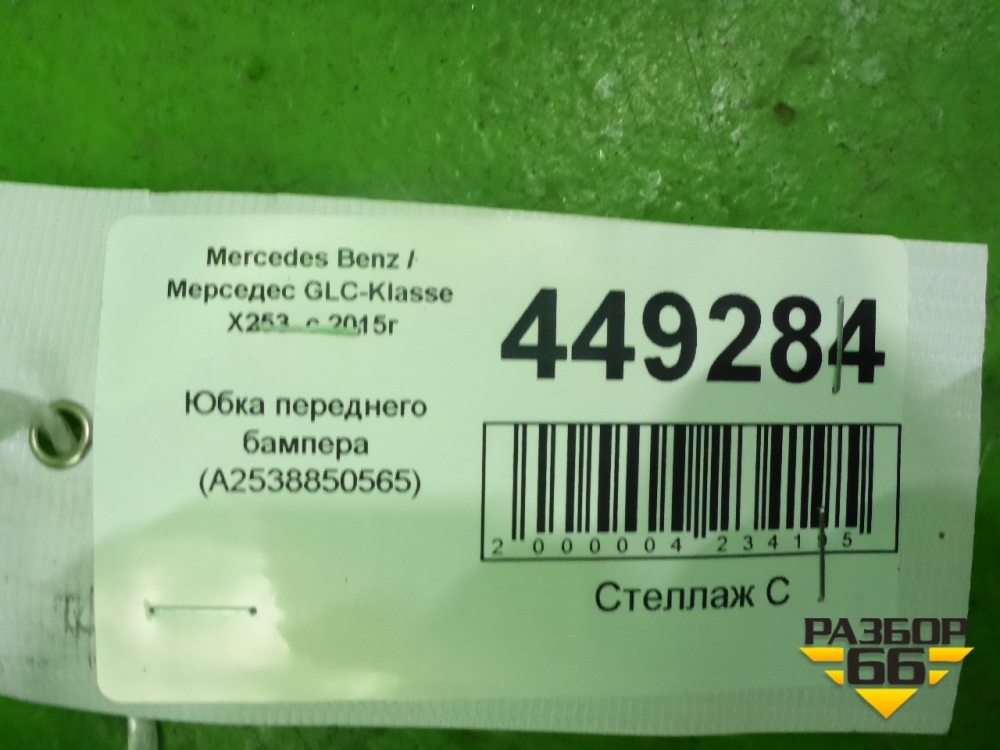 Mercedes Benz /
Мерседес GLC-Klasse
X253 с 2015г
449284
Юбка переднего
бампера
(A2538850565)
2 000004 234195
Стеллаж С
РАЗБОР
66